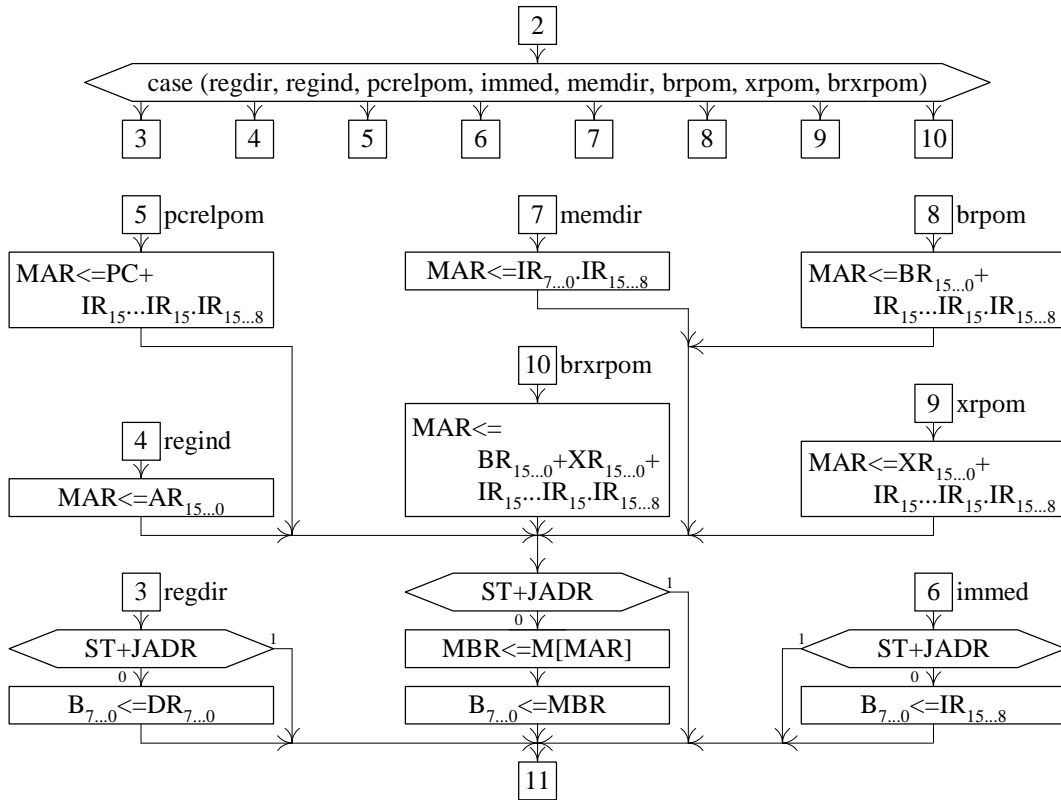 2
case (regdir, regind, pcrelpom, immed, memdir, brpom, xrpom, brxrpom)
3 4 5 6 7 8 9 10
5 pcrelpom
MAR<=PC+
IR15...IR15.IR15...8
7 memdir
MAR<=IR7...0.IR15...8
8 brpom
MAR<=BR15...0+
IR15...IR15.IR15...8
4 regind
MAR<=AR15...0
10 brxrpom
MAR<=
BR15...0+XR15...0+
IR15...IR15.IR15...8
9 xrpom
MAR<=XR15...0+
IR15...IR15.IR15...8
3 regdir
ST+JADR 1
0
B7...0<=DR7...0
ST+JADR 1
0
MBR<=M[MAR]
B7...0<=MBR
6 immed
1 ST+JADR
0
B7...0<=IR15...8
11